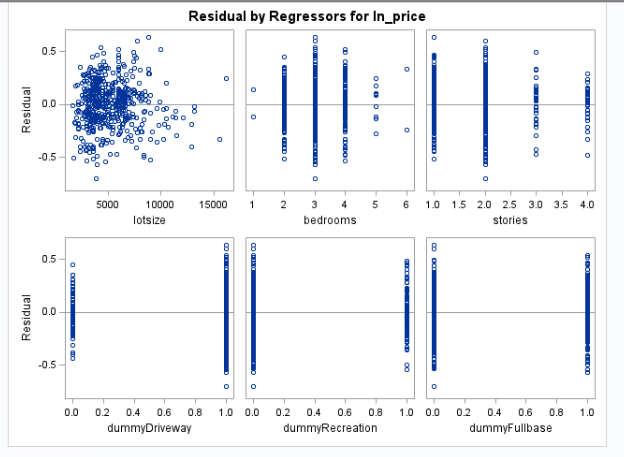 Residual by Regressors for ln_price
Residual
0.5
0.0
-0.5
5000 10000 15000
lotsize
1 2 3 4 5 6
bedrooms
1.0 1.5 2.0 2.5 3.0 3.5 4.0
stories
Residual
0.5
0.0
-0.5
0.0 0.2 0.4 0.6 0.8 1.0
dummyDriveway
0.0 0.2 0.4 0.6 0.8 1.0
dummyRecreation
0.0 0.2 0.4 0.6 0.8 1.0
dummyFullbase